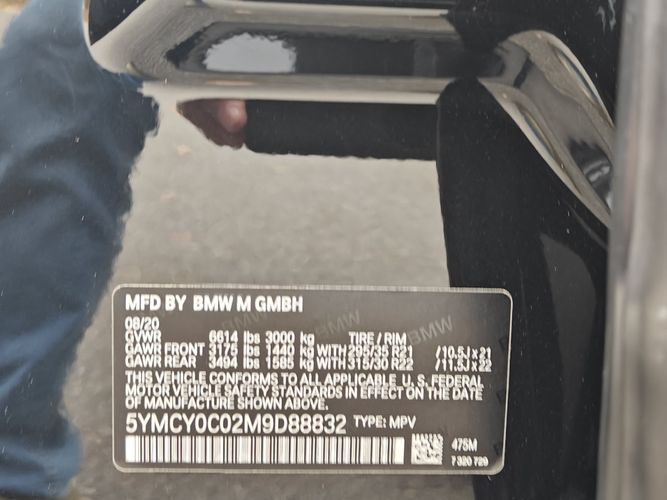 MFD BY BMW M GMBH
08/20
GVWR 6614 lbs 3000 kg TIRE / RIM
GAWR FRONT 3175 lbs 1440 kg WITH 295/35 R21 / 10.5J x 21
GAWR REAR 3494 lbs 1585 kg WITH 315/30 R22 / 11.5J x 22
THIS VEHICLE CONFORMS TO ALL APPLICABLE U. S. FEDERAL
MOTOR VEHICLE SAFETY STANDARDS IN EFFECT ON THE DATE
OF MANUFACTURE SHOWN ABOVE.
5YMCY0C02M9D88832 TYPE: MPV
475M
7 320 729
BMW
BMW